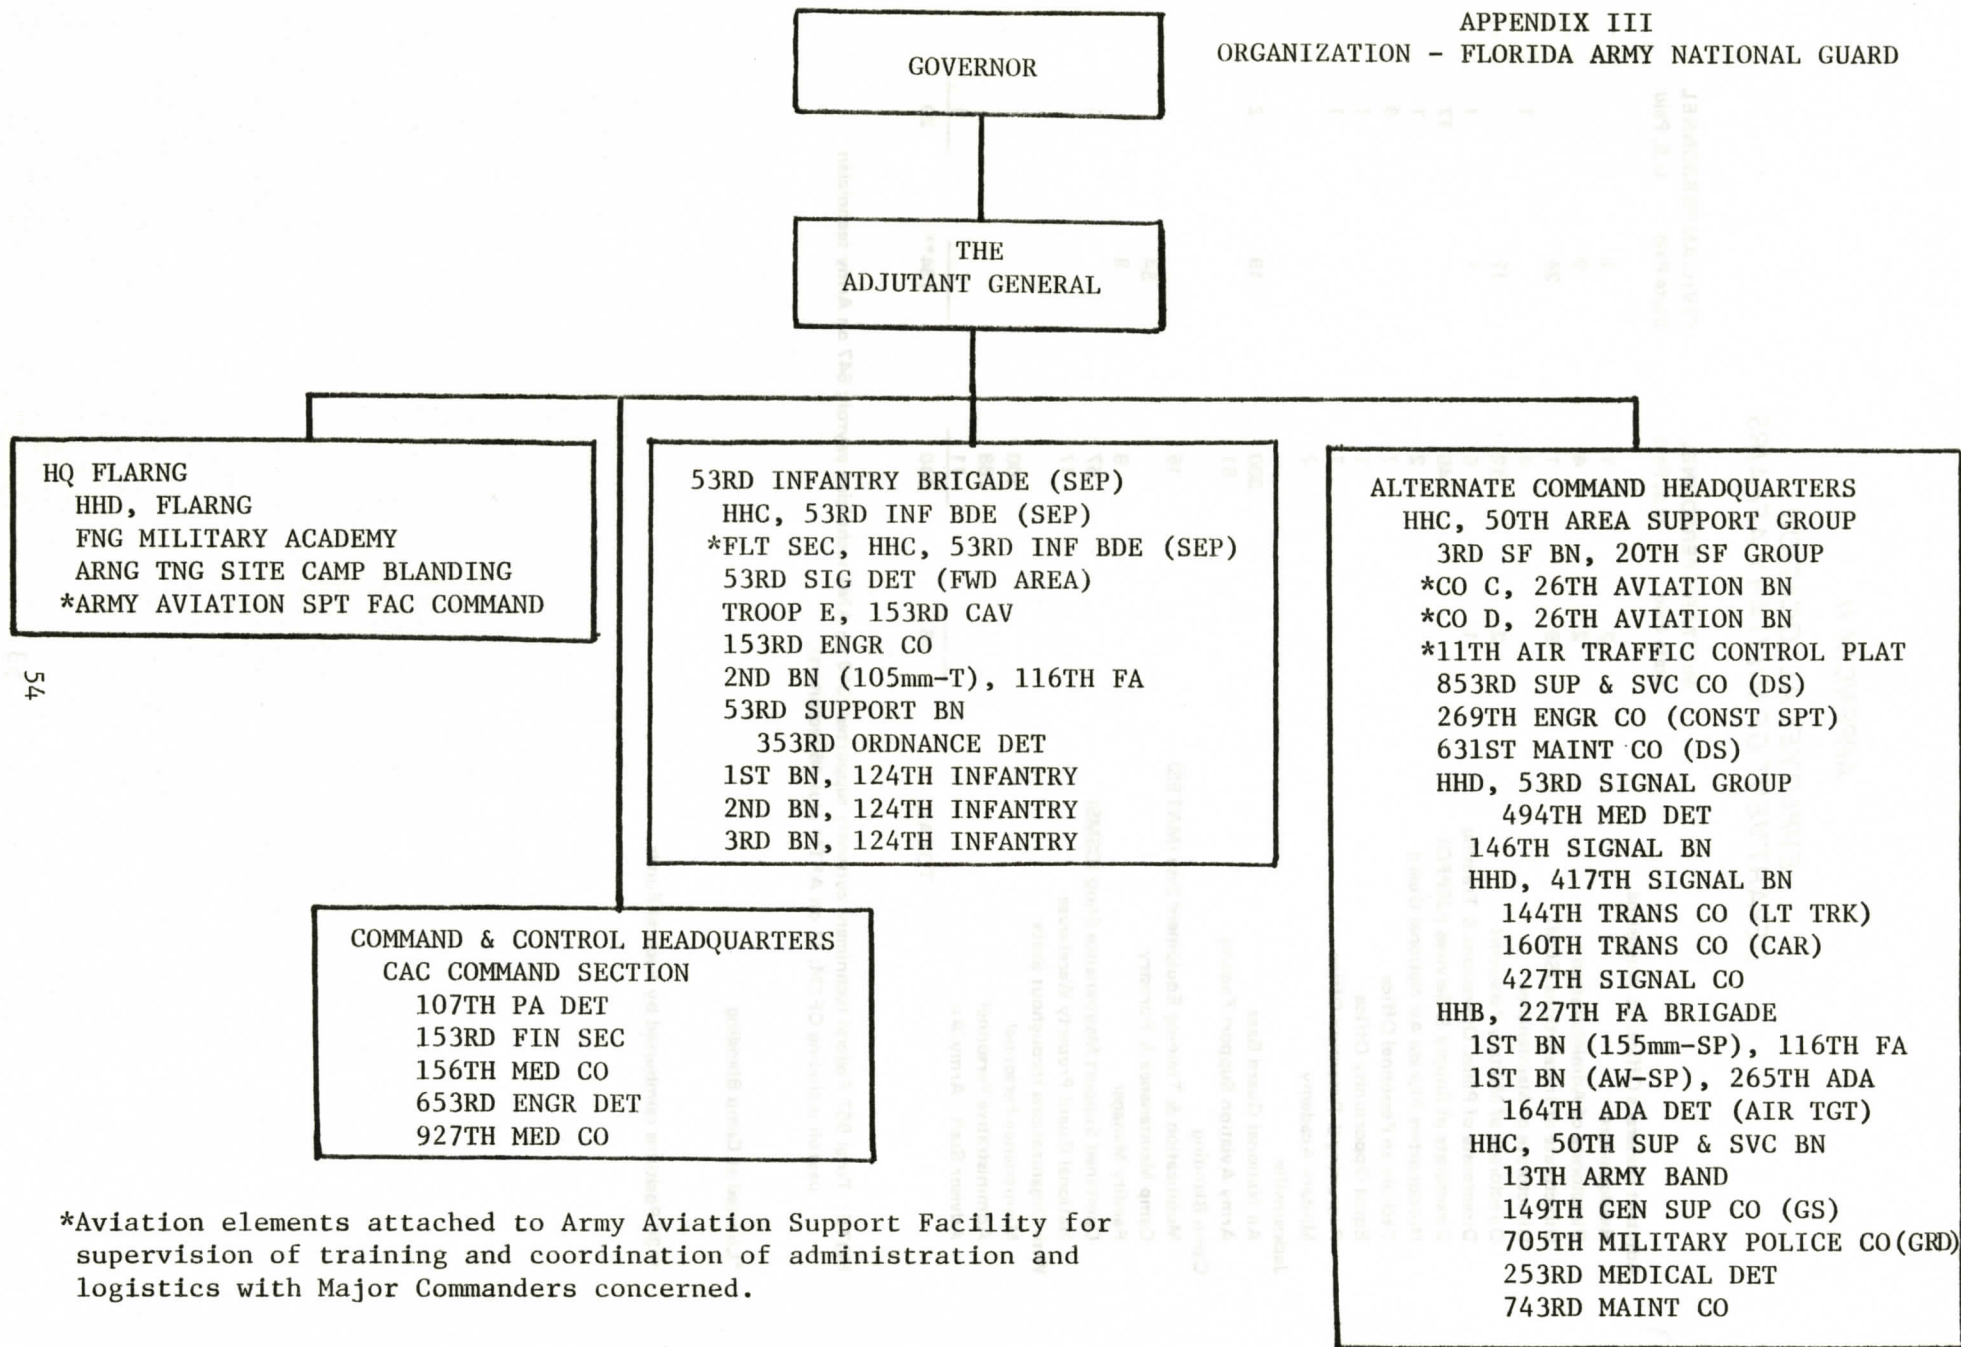 APPENDIX III
ORGANIZATION - FLORIDA ARMY NATIONAL GUARD
GOVERNOR
THE
ADJUTANT GENERAL
HQ FLARNG
HHD, FLARNG
FNG MILITARY ACADEMY
ARNG TNG SITE CAMP BLANDING
*ARMY AVIATION SPT FAC COMMAND
53RD INFANTRY BRIGADE (SEP)
HHC, 53RD INF BDE (SEP)
*FLT SEC, HHC, 53RD INF BDE (SEP)
53RD SIG DET (FWD AREA)
TROOP E, 153RD CAV
153RD ENGR CO
2ND BN (105mm-T), 116TH FA
53RD SUPPORT BN
353RD ORDNANCE DET
1ST BN, 124TH INFANTRY
2ND BN, 124TH INFANTRY
3RD BN, 124TH INFANTRY
ALTERNATE COMMAND HEADQUARTERS
HHC, 50TH AREA SUPPORT GROUP
3RD SF BN, 20TH SF GROUP
*CO C, 26TH AVIATION BN
*CO D, 26TH AVIATION BN
*11TH AIR TRAFFIC CONTROL PLAT
853RD SUP & SVC CO (DS)
269TH ENGR CO (CONST SPT)
631ST MAINT CO (DS)
HHD, 53RD SIGNAL GROUP
494TH MED DET
146TH SIGNAL BN
HHD, 417TH SIGNAL BN
144TH TRANS CO (LT TRK)
160TH TRANS CO (CAR)
427TH SIGNAL CO
HHB, 227TH FA BRIGADE
1ST BN (155mm-SP), 116TH FA
1ST BN (AW-SP), 265TH ADA
164TH ADA DET (AIR TGT)
HHC, 50TH SUP & SVC BN
13TH ARMY BAND
149TH GEN SUP CO (GS)
705TH MILITARY POLICE CO(GRD)
253RD MEDICAL DET
743RD MAINT CO
COMMAND & CONTROL HEADQUARTERS
CAC COMMAND SECTION
107TH PA DET
153RD FIN SEC
156TH MED CO
653RD ENGR DET
927TH MED CO
*Aviation elements attached to Army Aviation Support Facility for
supervision of training and coordination of administration and
logistics with Major Commanders concerned.
54